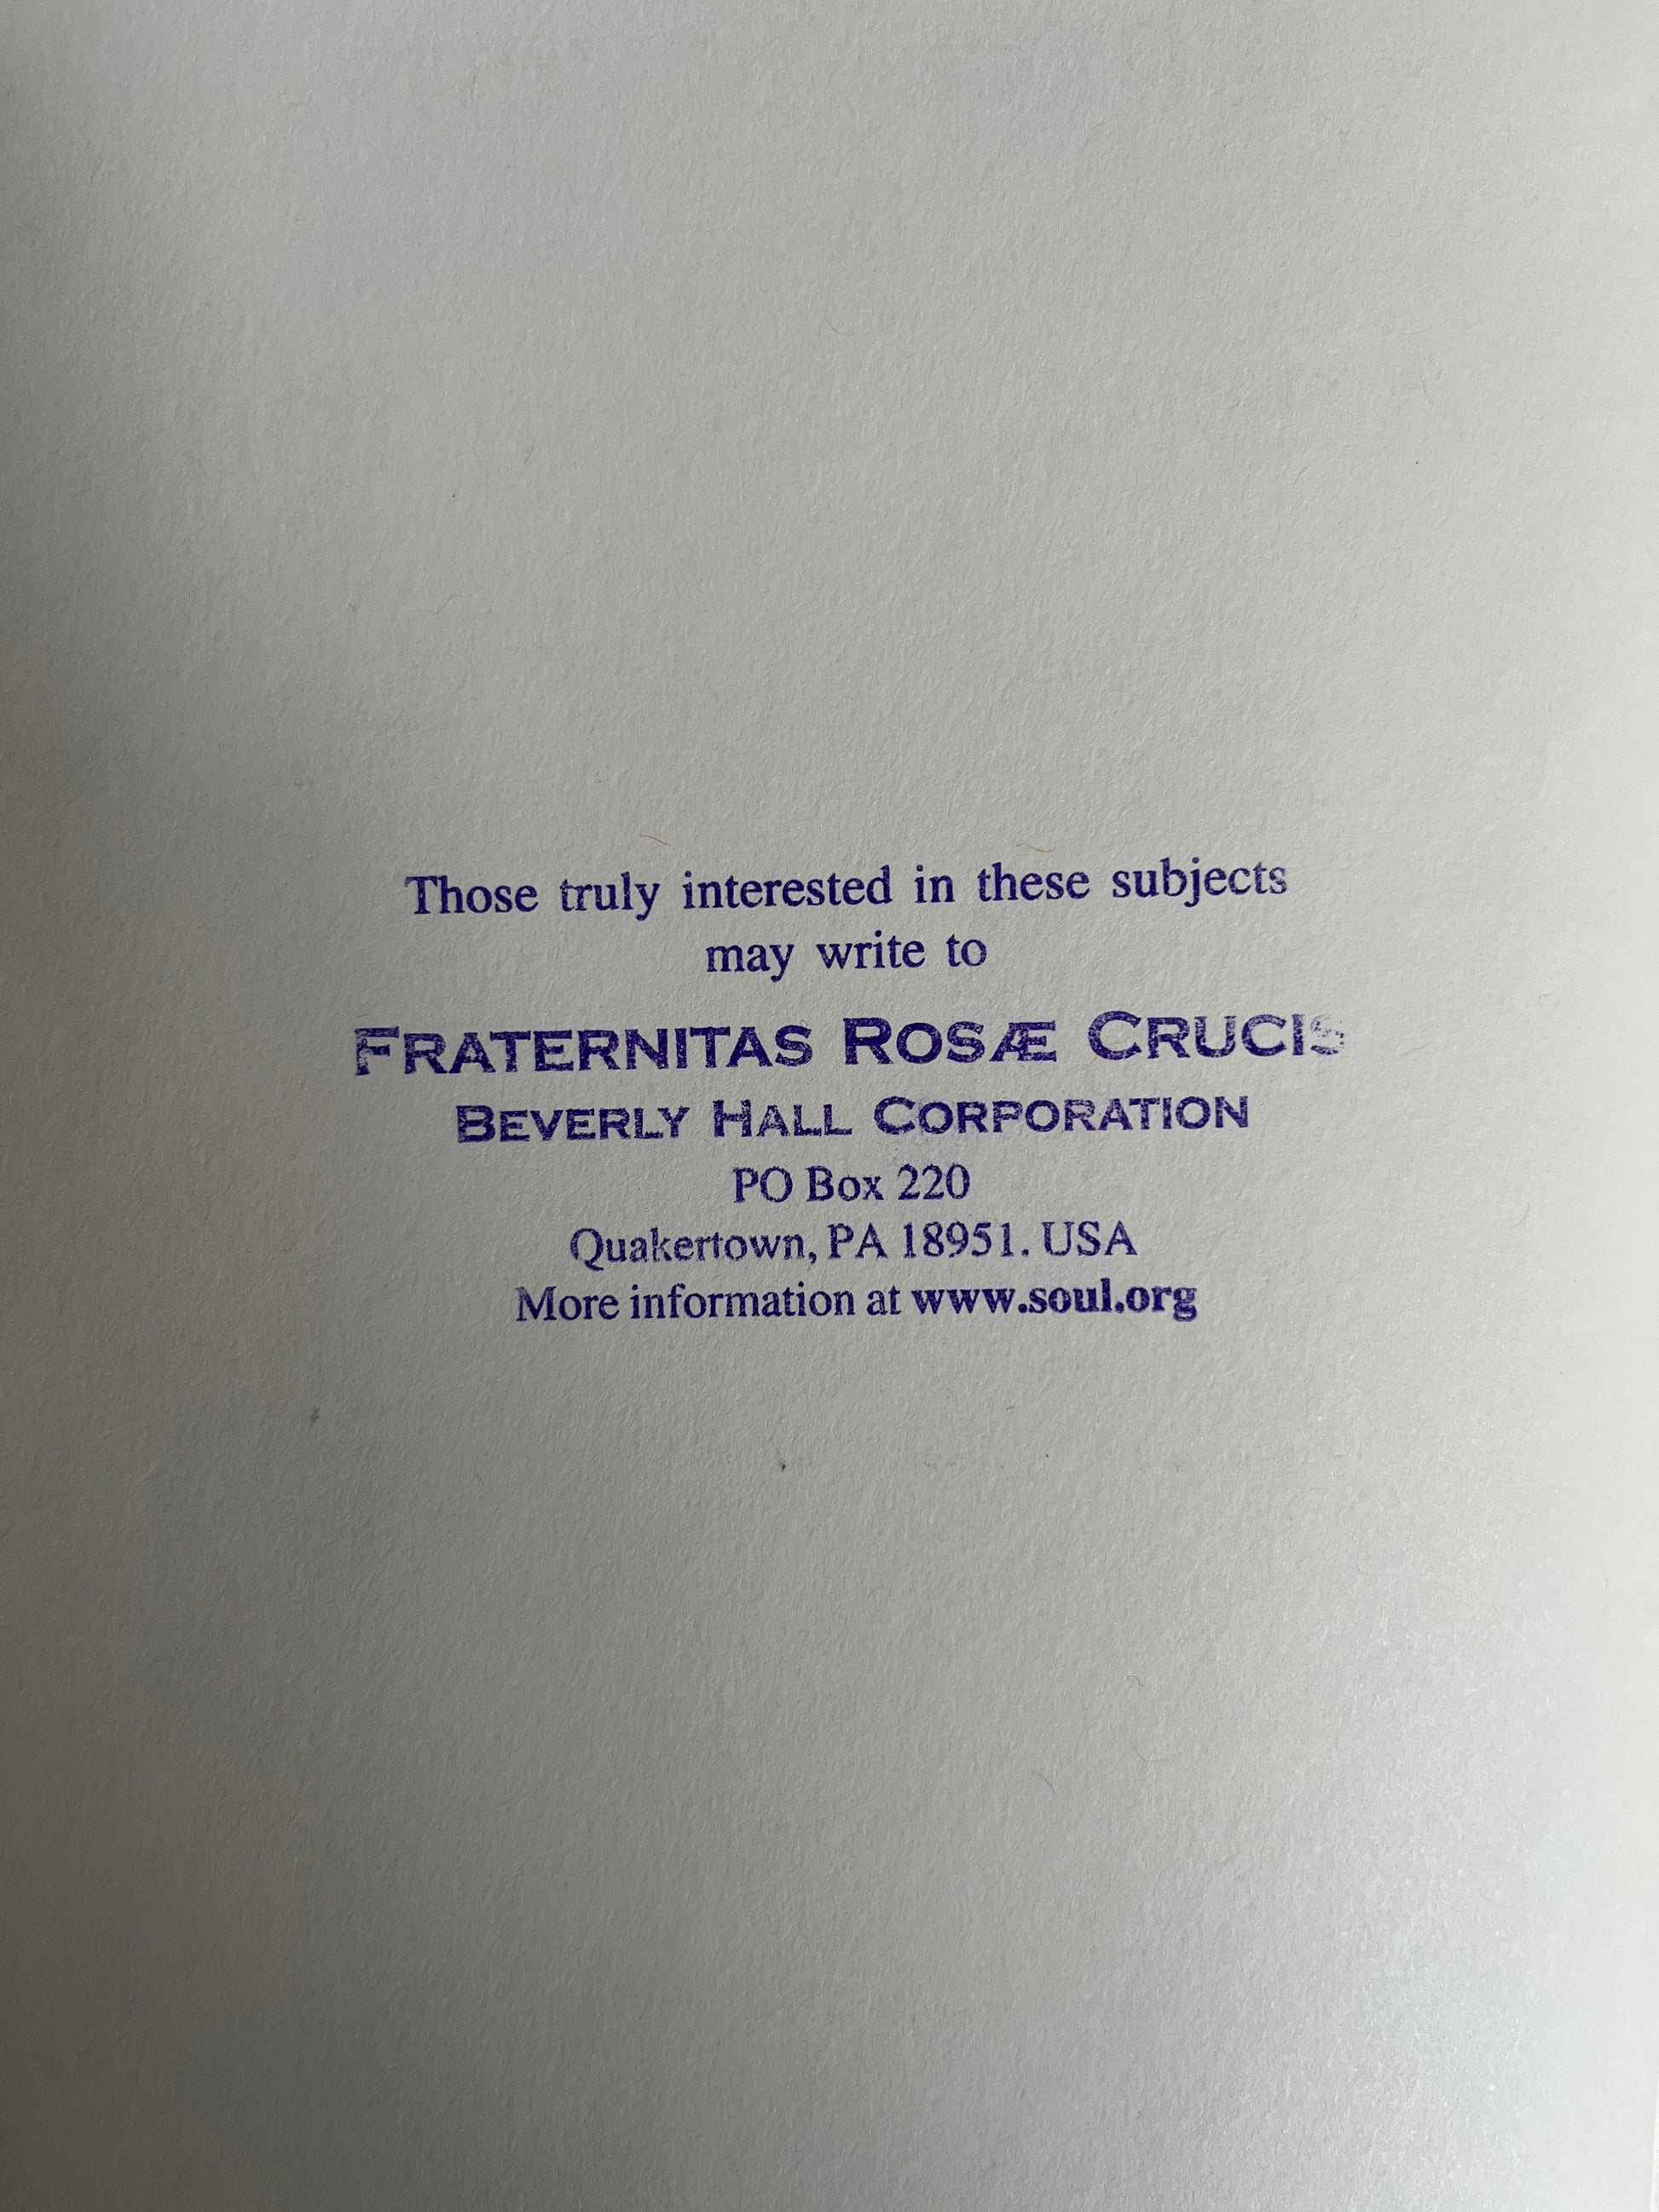 Those truly interested in these subjects
may write to
FRATERNITAS ROSÆ CRUCIS
BEVERLY HALL CORPORATION
PO Box 220
Quakertown, PA 18951. USA
More information at www.soul.org